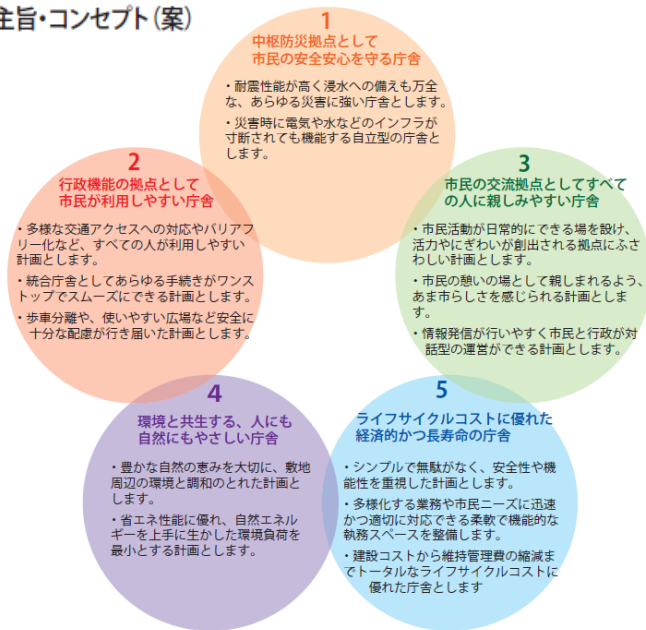 主旨・コンセプト（案）
1
中枢防災拠点として
市民の安全安心を守る庁舎
・耐震性能が高く浸水への備えも万全
な、あらゆる災害に強い庁舎とします。
・災害時に電気や水などのインフラが
寸断されても機能する自立型の庁舎と
します。
2
行政機能の拠点として
市民が利用しやすい庁舎
・多様な交通アクセスへの対応やバリアフ
リー化など、すべての人が利用しやすい
計画とします。
・統合庁舎としてあらゆる手続きがワンス
トップでスムーズにできる計画とします。
・歩車分離や、使いやすい広場など安全に
十分な配慮が行き届いた計画とします。
3
市民の交流拠点としてすべて
の人に親しみやすい庁舎
・市民活動が日常的にできる場を設け、
活力やにぎわいが創出される拠点にふさ
わしい計画とします。
・市民の憩いの場として親しまれるよう、
あま市らしさを感じられる計画としま
す。
・情報発信が行いやすく市民と行政が対
話型の運営ができる計画とします。
4
環境と共生する、人にも
自然にもやさしい庁舎
・豊かな自然の恵みを大切に、敷地
周辺の環境と調和のとれた計画と
します。
・省エネ性能に優れ、自然エネル
ギーを上手に生かした環境負荷を
最小とする計画とします。
5
ライフサイクルコストに優れた
経済的かつ長寿命の庁舎
・シンプルで無駄がなく、安全性や機
能性を重視した計画とします。
・多様化する業務や市民ニーズに迅速
かつ適切に対応できる柔軟で機能的な
執務スペースを整備します。
・建設コストから維持管理費の縮減ま
でトータルなライフサイクルコストに
優れた庁舎とします